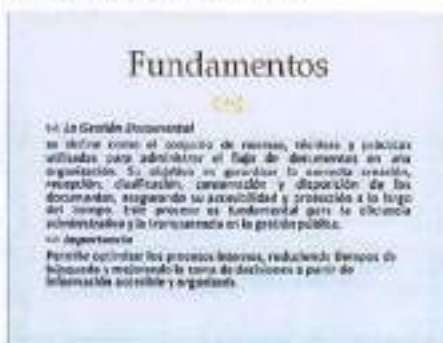 Fundamentos
La Gestión Documental
se define como el conjunto de normas, técnicas y prácticas
utilizadas para administrar el flujo de documentos en una
organización. Su objetivo es garantizar la correcta creación,
recepción, clasificación, conservación y disposición de los
documentos, asegurando su accesibilidad y protección a lo largo
del tiempo. Este proceso es fundamental para la eficiencia
administrativa y la transparencia en la gestión pública.
Importancia
Permite optimizar los procesos internos, reduciendo tiempos de
búsqueda y mejorando la toma de decisiones a partir de
información accesible y organizada.